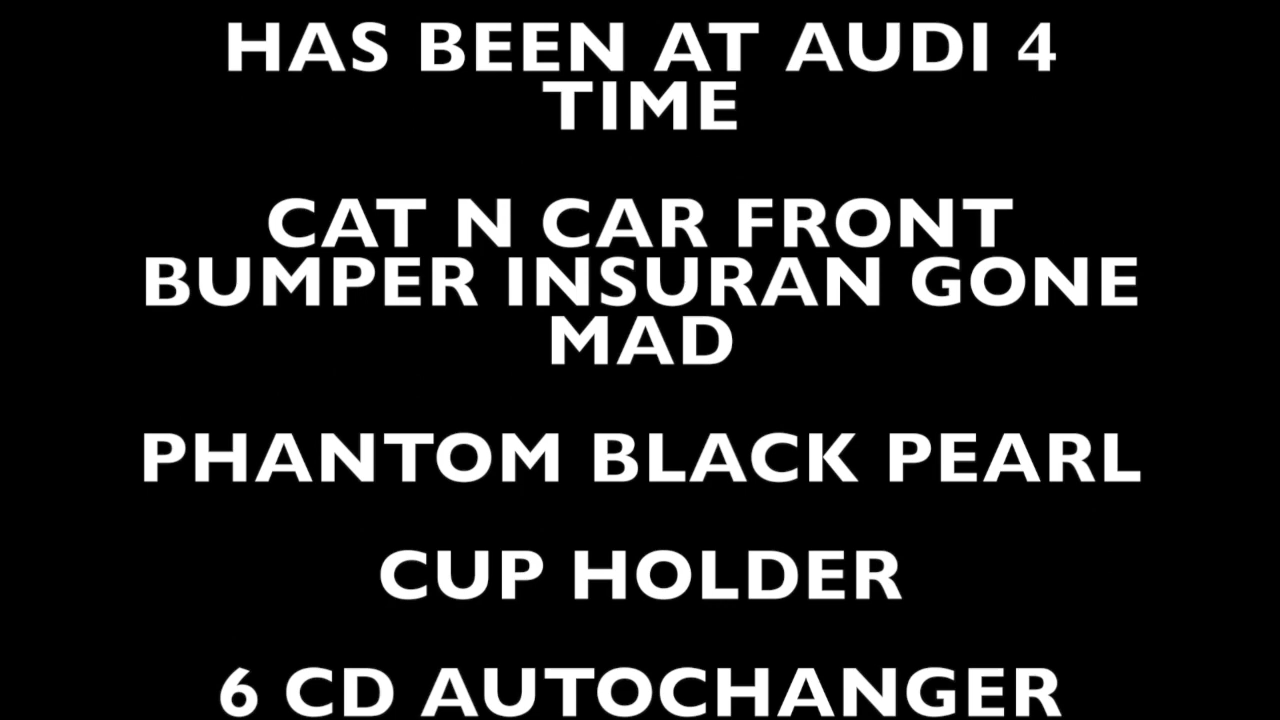 HAS BEEN AT AUDI 4
TIME
CAT N CAR FRONT
BUMPER INSURAN GONE
MAD
PHANTOM BLACK PEARL
CUP HOLDER
6 CD AUTOCHANGER